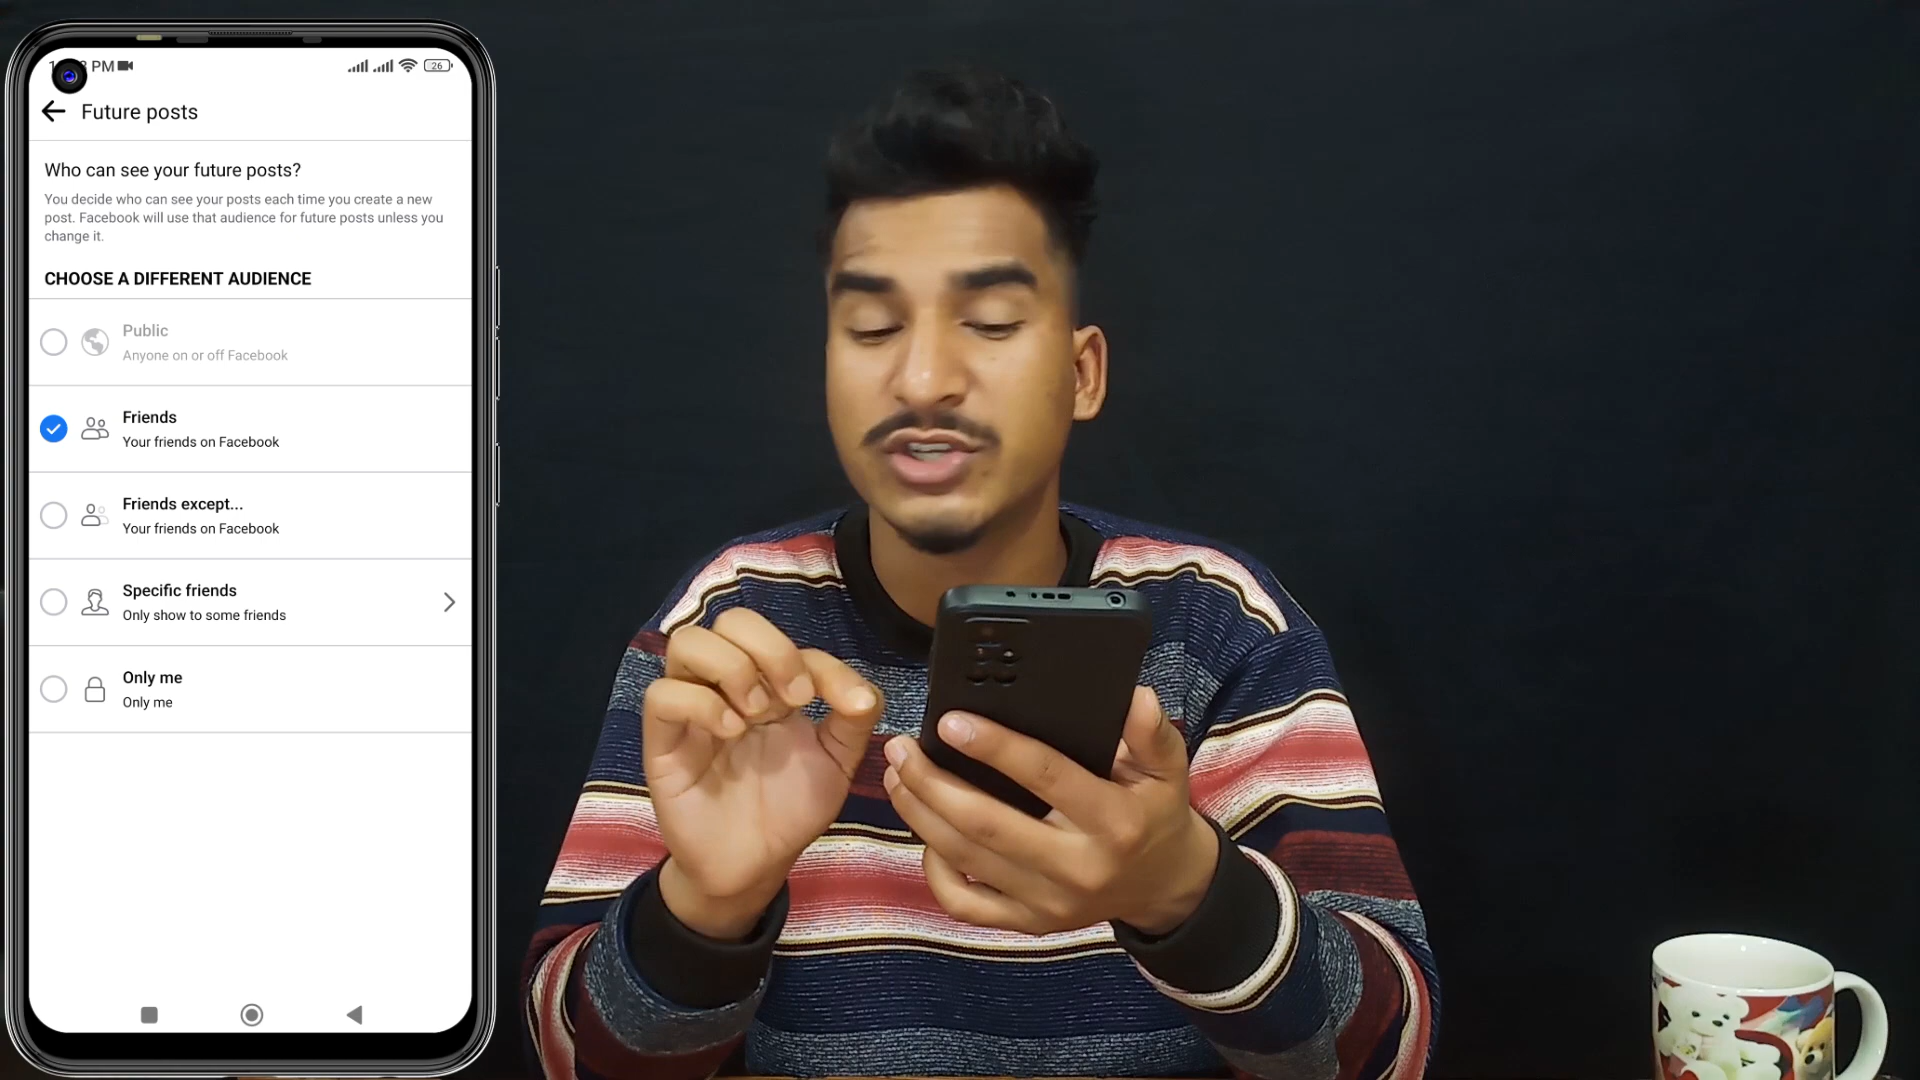 PM
26
Future posts
Who can see your future posts?
You decide who can see your posts each time you create a new
post. Facebook will use that audience for future posts unless you
change it.
CHOOSE A DIFFERENT AUDIENCE
Public
Anyone on or off Facebook
Friends
Your friends on Facebook
Friends except...
Your friends on Facebook
Specific friends
Only show to some friends
Only me
Only me